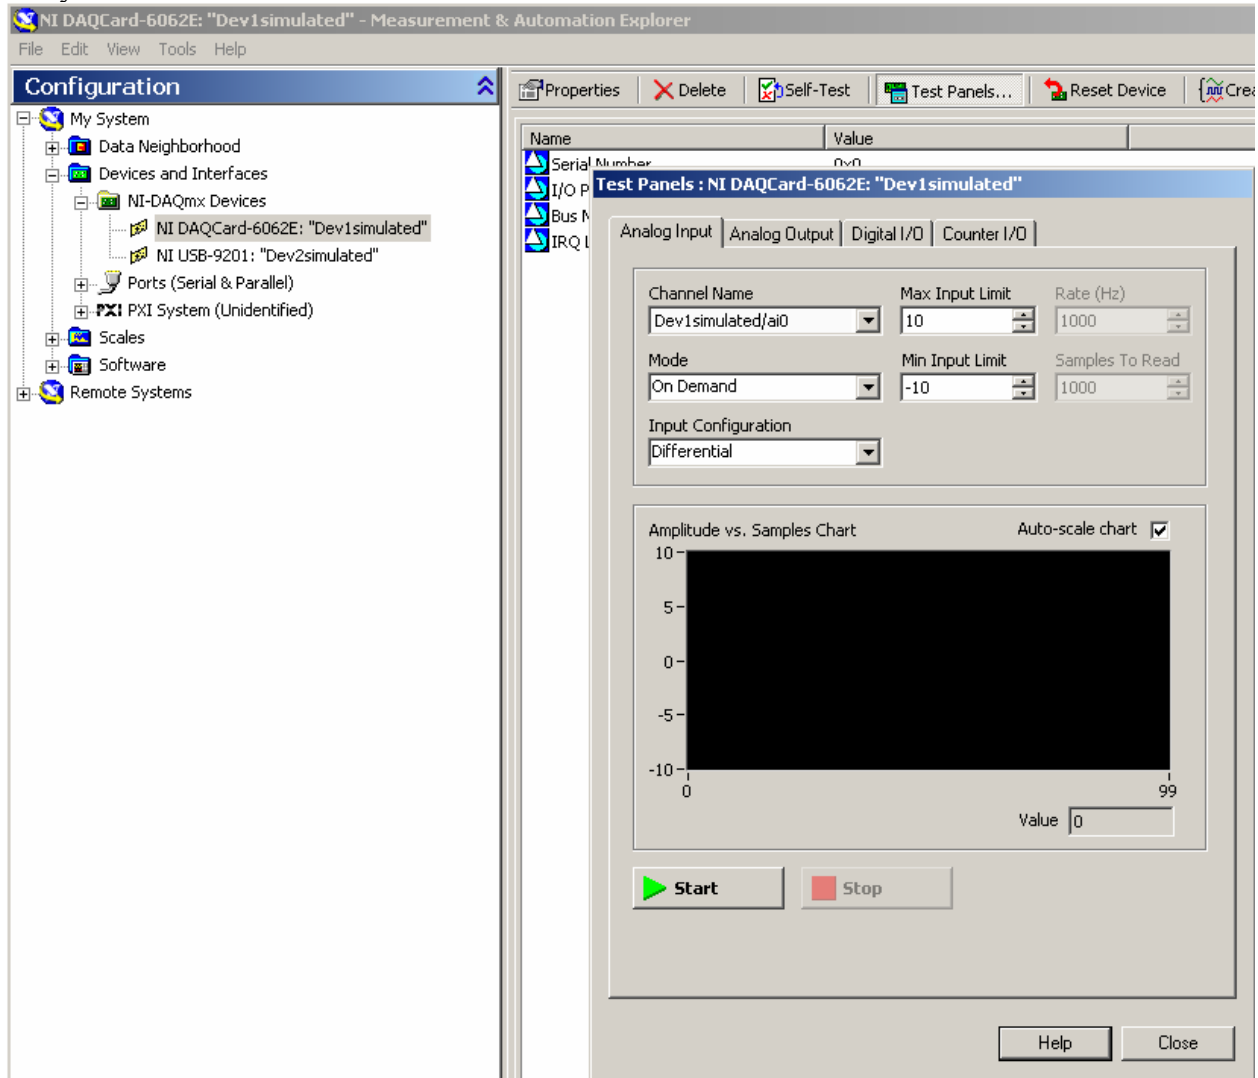 NI DAQCard-6062E: "Dev1simulated" - Measurement & Automation Explorer
File Edit View Tools Help
Configuration
Properties Delete Self-Test Test Panels... Reset Device
My System
Data Neighborhood
Devices and Interfaces
NI-DAQmx Devices
NI DAQCard-6062E: "Dev1simulated"
NI USB-9201: "Dev2simulated"
Ports (Serial & Parallel)
PXI PXI System (Unidentified)
Scales
Software
Remote Systems
Name Value
Serial Number 0x0
I/O P
Bus N
IRQ L
Test Panels : NI DAQCard-6062E: "Dev1simulated"
Analog Input Analog Output Digital I/O Counter I/O
Channel Name Max Input Limit Rate (Hz)
Dev1simulated/ai0 10 1000
Mode Min Input Limit Samples To Read
On Demand -10 1000
Input Configuration
Differential
Amplitude vs. Samples Chart Auto-scale chart
10
5
0
-5
-10
0 99
Value 0
Start Stop
Help Close